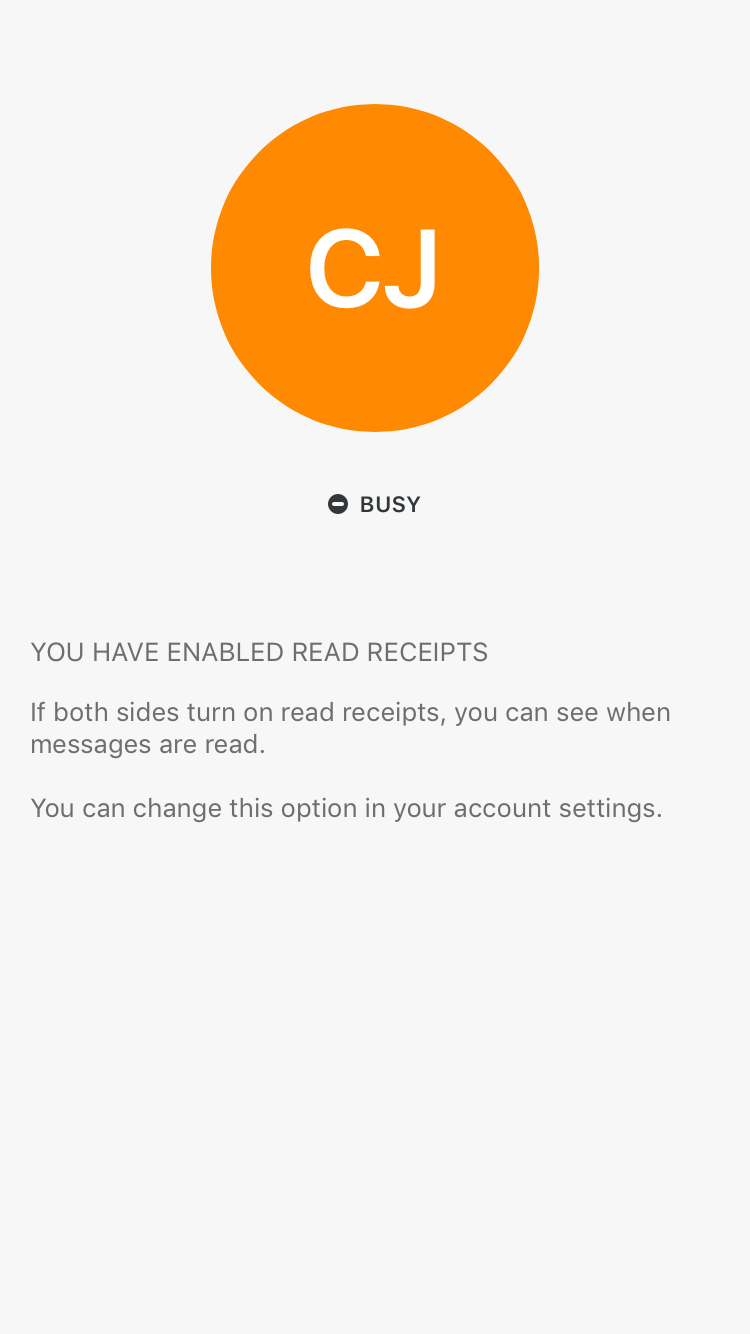 CJ
BUSY
YOU HAVE ENABLED READ RECEIPTS
If both sides turn on read receipts, you can see when
messages are read.
You can change this option in your account settings.